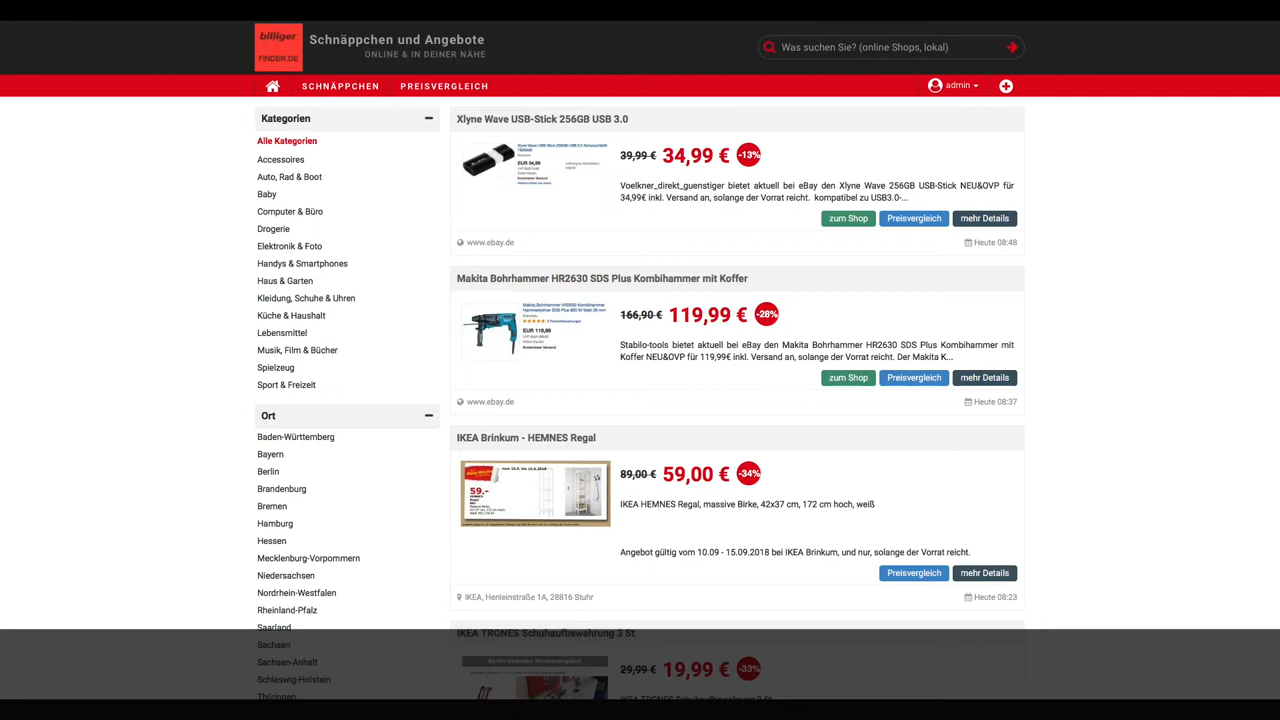 billiger
FINDER.DE
Schnäppchen und Angebote
ONLINE & IN DEINER NÄHE
Was suchen Sie? (online Shops, lokal)
SCHNÄPPCHEN
PREISVERGLEICH
admin
Kategorien
Alle Kategorien
Accessoires
Auto, Rad & Boot
Baby
Computer & Büro
Drogerie
Elektronik & Foto
Handys & Smartphones
Haus & Garten
Kleidung, Schuhe & Uhren
Küche & Haushalt
Lebensmittel
Musik, Film & Bücher
Spielzeug
Sport & Freizeit
Ort
Baden-Württemberg
Bayern
Berlin
Brandenburg
Bremen
Hamburg
Hessen
Mecklenburg-Vorpommern
Niedersachsen
Nordrhein-Westfalen
Rheinland-Pfalz
Saarland
Sachsen
Sachsen-Anhalt
Schleswig-Holstein
Thüringen
Xlyne Wave USB-Stick 256GB USB 3.0
EUR 34,99
39,99 € 34,99 € -13%
Voelkner_direkt_guenstiger bietet aktuell bei eBay den Xlyne Wave 256GB USB-Stick NEU&OVP für
34,99€ inkl. Versand an, solange der Vorrat reicht. kompatibel zu USB3.0-...
zum Shop Preisvergleich mehr Details
www.ebay.de Heute 08:48
Makita Bohrhammer HR2630 SDS Plus Kombihammer mit Koffer
EUR 119,99
166,90 € 119,99 € -28%
Stabilo-tools bietet aktuell bei eBay den Makita Bohrhammer HR2630 SDS Plus Kombihammer mit
Koffer NEU&OVP für 119,99€ inkl. Versand an, solange der Vorrat reicht. Der Makita K...
zum Shop Preisvergleich mehr Details
www.ebay.de Heute 08:37
IKEA Brinkum - HEMNES Regal
59.-
89,00 € 59,00 € -34%
IKEA HEMNES Regal, massive Birke, 42x37 cm, 172 cm hoch, weiß
Angebot gültig vom 10.09 - 15.09.2018 bei IKEA Brinkum, und nur, solange der Vorrat reicht.
Preisvergleich mehr Details
IKEA, Henleinstraße 1A, 28816 Stuhr Heute 08:23
IKEA TRONES Schuhaufbewahrung 3 St
29,99 € 19,99 € -33%
IKEA TRONES Schuhaufbewahrung 3 St